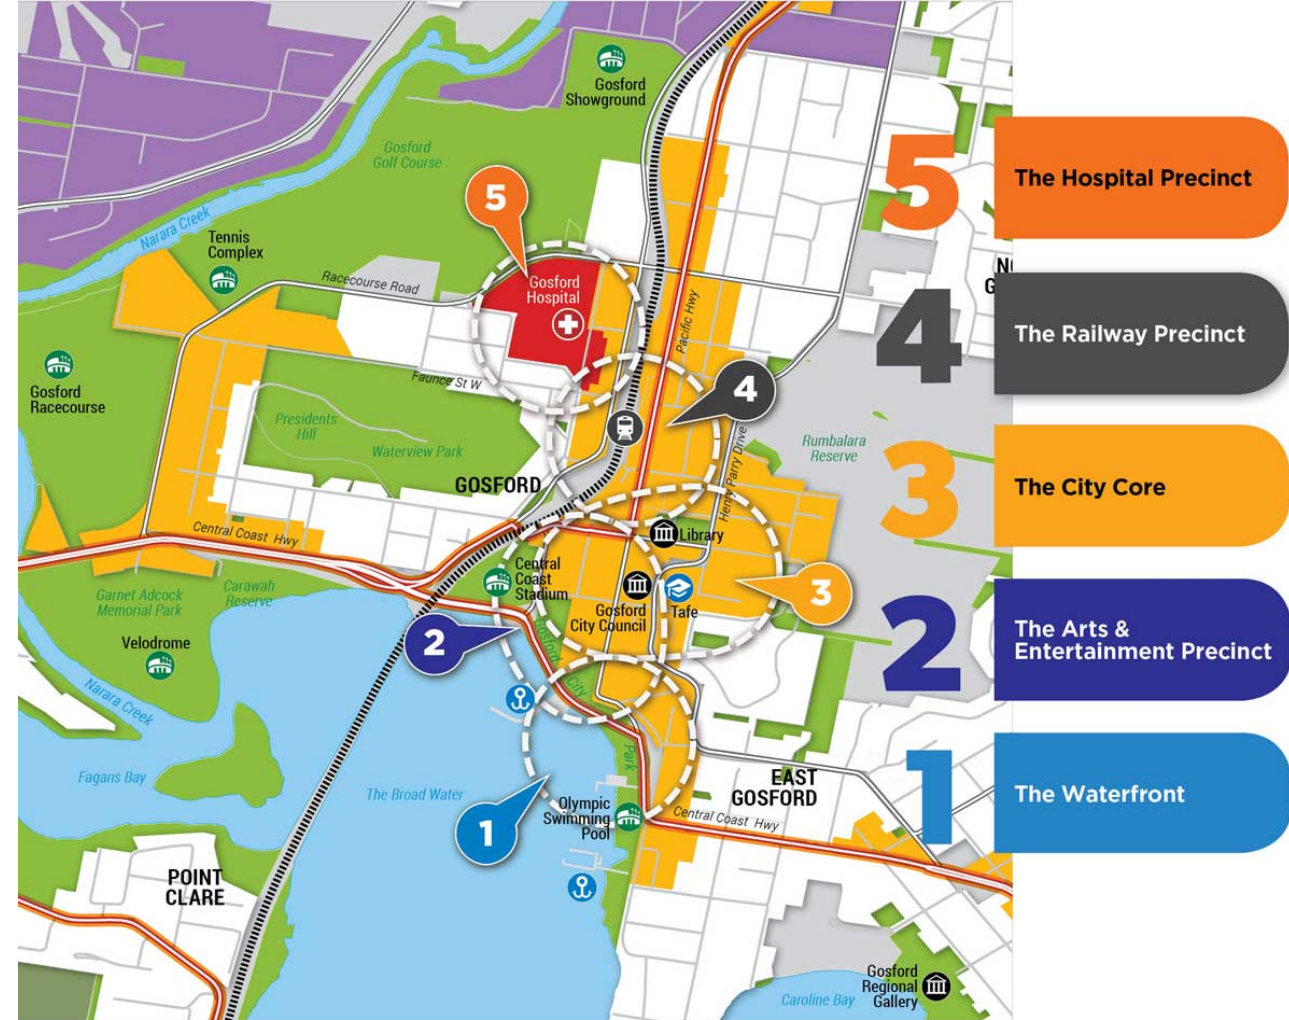 Gosford
Showground
Gosford
Golf Course
5
Narara Creek
Tennis
Complex
Racecourse Road
Gosford
Hospital
Pacific Hwy
Gosford
Racecourse
Faunce St W
4
Presidents
Hill
Waterview Park
Henry Parry Drive
Rumbalara
Reserve
GOSFORD
Central Coast Hwy
Library
Central
Coast
Stadium
Garnet Adcock
Memorial Park
Carawah
Reserve
Gosford
City Council
Tafe
3
Velodrome
2
Gosford
City
Park
Narara Creek
Fagans Bay
The Broad Water
1
Olympic
Swimming
Pool
EAST
GOSFORD
Central Coast Hwy
POINT
CLARE
Gosford
Regional
Gallery
Caroline Bay
N
G
5
The Hospital Precinct
4
The Railway Precinct
3
The City Core
2
The Arts &
Entertainment Precinct
1
The Waterfront